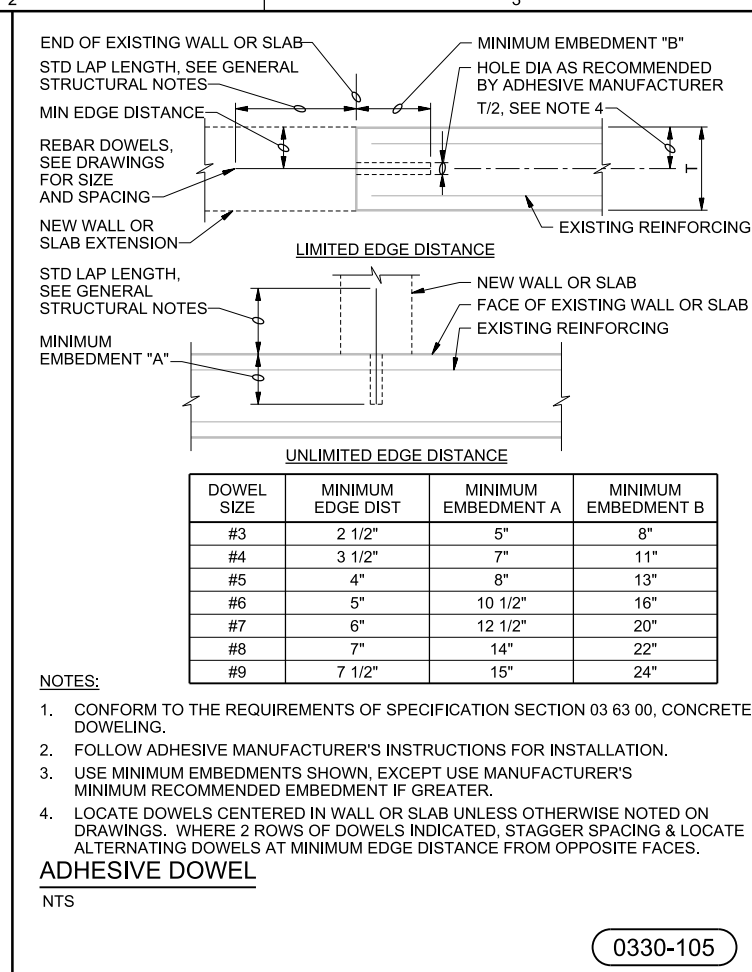 2
3
END OF EXISTING WALL OR SLAB
STD LAP LENGTH, SEE GENERAL
STRUCTURAL NOTES
MIN EDGE DISTANCE
REBAR DOWELS,
SEE DRAWINGS
FOR SIZE
AND SPACING
NEW WALL OR
SLAB EXTENSION
MINIMUM EMBEDMENT "B"
HOLE DIA AS RECOMMENDED
BY ADHESIVE MANUFACTURER
T/2, SEE NOTE 4
T
EXISTING REINFORCING
LIMITED EDGE DISTANCE
STD LAP LENGTH,
SEE GENERAL
STRUCTURAL NOTES
MINIMUM
EMBEDMENT "A"
NEW WALL OR SLAB
FACE OF EXISTING WALL OR SLAB
EXISTING REINFORCING
UNLIMITED EDGE DISTANCE
DOWEL SIZE MINIMUM EDGE DIST MINIMUM EMBEDMENT A MINIMUM EMBEDMENT B
#3 2 1/2" 5" 8"
#4 3 1/2" 7" 11"
#5 4" 8" 13"
#6 5" 10 1/2" 16"
#7 6" 12 1/2" 20"
#8 7" 14" 22"
#9 7 1/2" 15" 24"
NOTES:
1. CONFORM TO THE REQUIREMENTS OF SPECIFICATION SECTION 03 63 00, CONCRETE
DOWELING.
2. FOLLOW ADHESIVE MANUFACTURER'S INSTRUCTIONS FOR INSTALLATION.
3. USE MINIMUM EMBEDMENTS SHOWN, EXCEPT USE MANUFACTURER'S
MINIMUM RECOMMENDED EMBEDMENT IF GREATER.
4. LOCATE DOWELS CENTERED IN WALL OR SLAB UNLESS OTHERWISE NOTED ON
DRAWINGS. WHERE 2 ROWS OF DOWELS INDICATED, STAGGER SPACING & LOCATE
ALTERNATING DOWELS AT MINIMUM EDGE DISTANCE FROM OPPOSITE FACES.
ADHESIVE DOWEL
NTS
0330-105